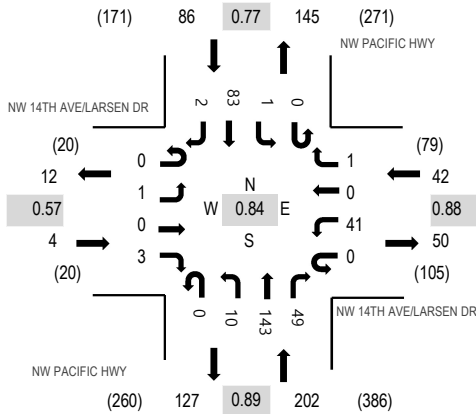 (171) 86 0.77 145 (271)
NW PACIFIC HWY
NW 14TH AVE/LARSEN DR
2 83 1 0
(20) 0 1 (79)
12 42
1 N 0
0.57 W 0.84 E 0.88
0 41
4 S 50
3 0
(20) (105)
0 10 143 49
NW 14TH AVE/LARSEN DR
NW PACIFIC HWY
(260) 127 0.89 202 (386)